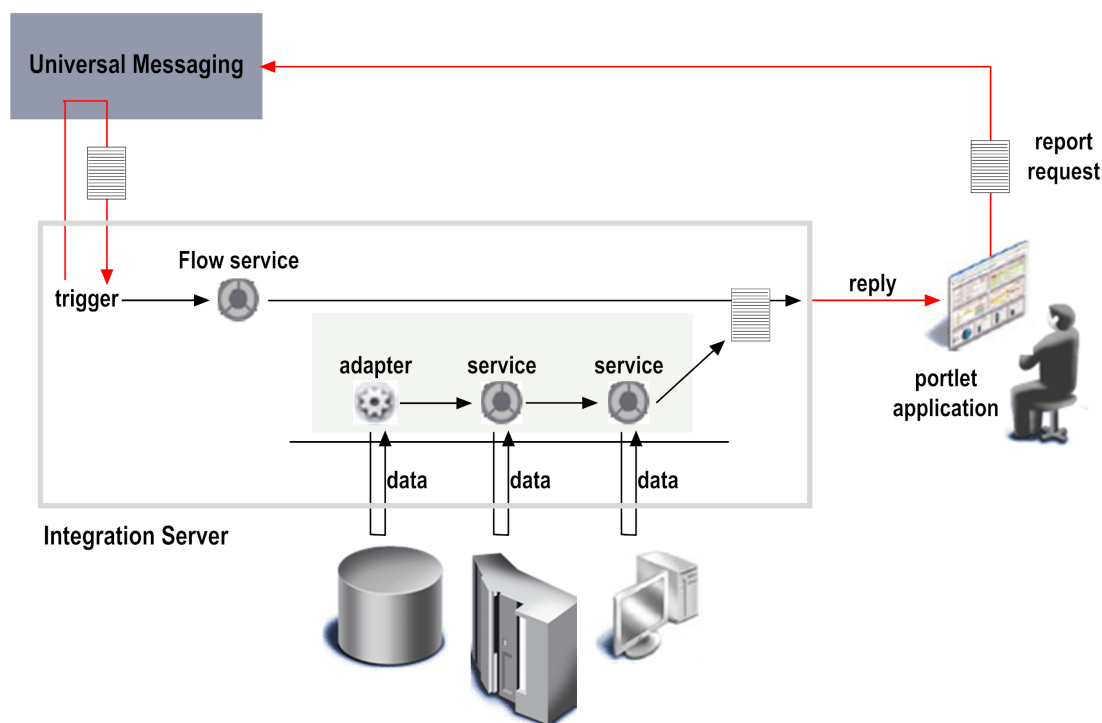 Universal Messaging
report
request
Flow service
trigger
reply
adapter
service
service
portlet
application
data
data
data
Integration Server